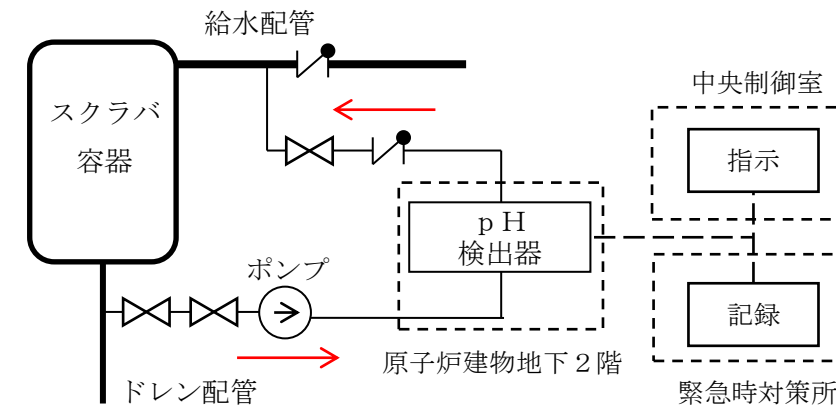 給水配管
スクラバ
容器
中央制御室
指示
ｐＨ
検出器
ポンプ
記録
原子炉建物地下２階
ドレン配管
緊急時対策所